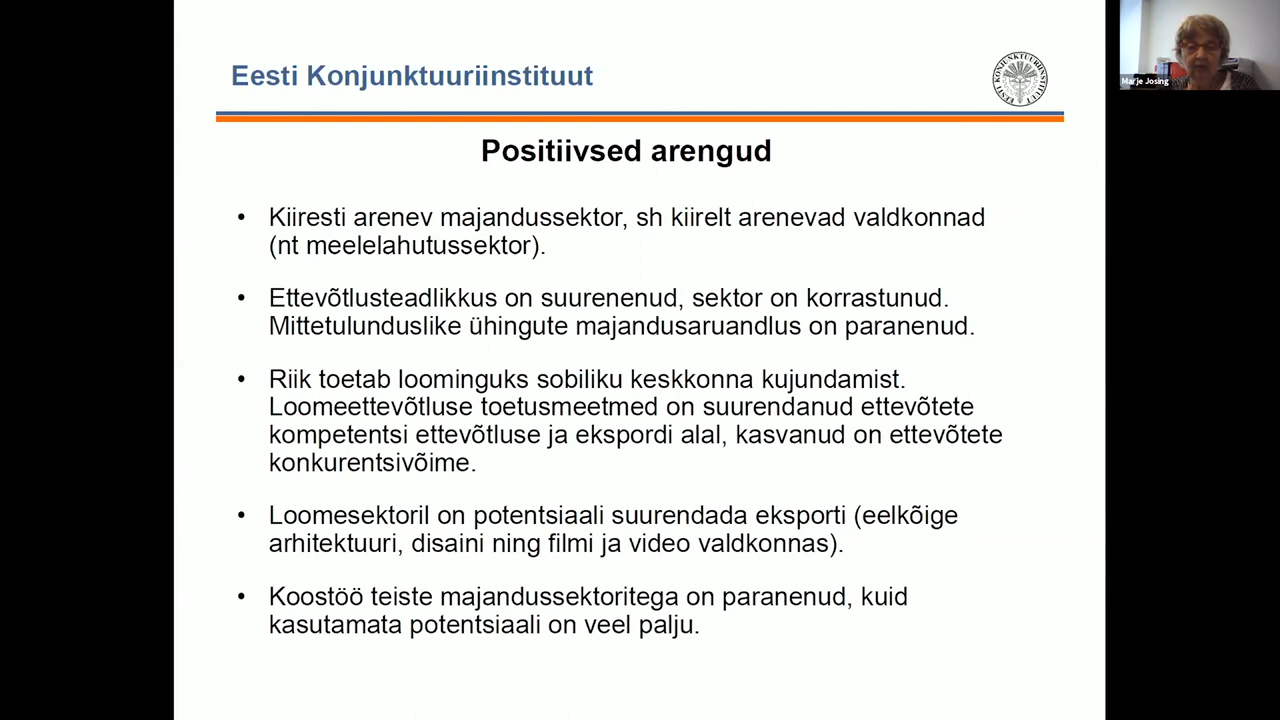 Eesti Konjunktuuriinstituut
EESTI KONJUNKTUURIINSTITUUT
Marje Josing
Positiivsed arengud
• Kiiresti arenev majandussektor, sh kiirelt arenevad valdkonnad
(nt meelelahutussektor).
• Ettevõtlusteadlikkus on suurenenud, sektor on korrastunud.
Mittetulunduslike ühingute majandusaruandlus on paranenud.
• Riik toetab loominguks sobiliku keskkonna kujundamist.
Loomeettevõtluse toetusmeetmed on suurendanud ettevõtete
kompetentsi ettevõtluse ja ekspordi alal, kasvanud on ettevõtete
konkurentsivõime.
• Loomesektoril on potentsiaali suurendada eksporti (eelkõige
arhitektuuri, disaini ning filmi ja video valdkonnas).
• Koostöö teiste majandussektoritega on paranenud, kuid
kasutamata potentsiaali on veel palju.